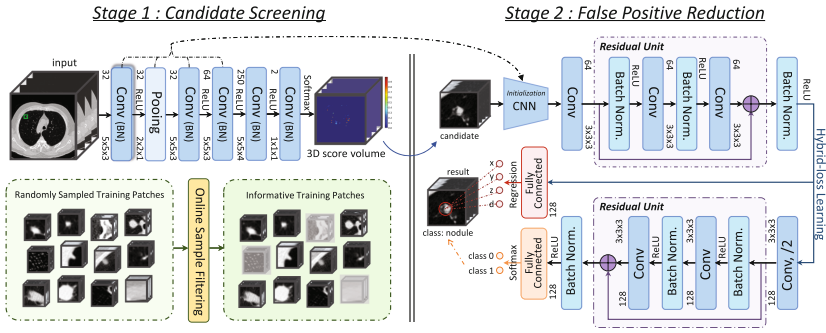 Stage 1 : Candidate Screening
input
32
Conv (BN)
5x5x3
32
ReLU
Pooing
2x2x1
32
Conv (BN)
5x5x3
64
ReLU
Conv (BN)
5x5x3
250
ReLU
Conv (BN)
5x5x4
2
ReLU
Conv (BN)
1x1x1
Softmax
3D score volume
Randomly Sampled Training Patches
Online Sample Filtering
Informative Training Patches
Stage 2 : False Positive Reduction
candidate
Initialization
CNN
Conv
64
3x3x3
Residual Unit
Batch Norm.
ReLU
Conv
64
3x3x3
Batch Norm.
ReLU
Conv
64
3x3x3
Batch Norm.
ReLU
Hybrid-loss Learning
result
class: nodule
x
y
z
d
Regression
Fully Connected
128
class 0
class 1
Softmax
Fully Connected
128
ReLU
Batch Norm.
Residual Unit
128
Conv
3x3x3
ReLU
Batch Norm.
128
Conv
3x3x3
ReLU
Batch Norm.
128
3x3x3
Conv, /2